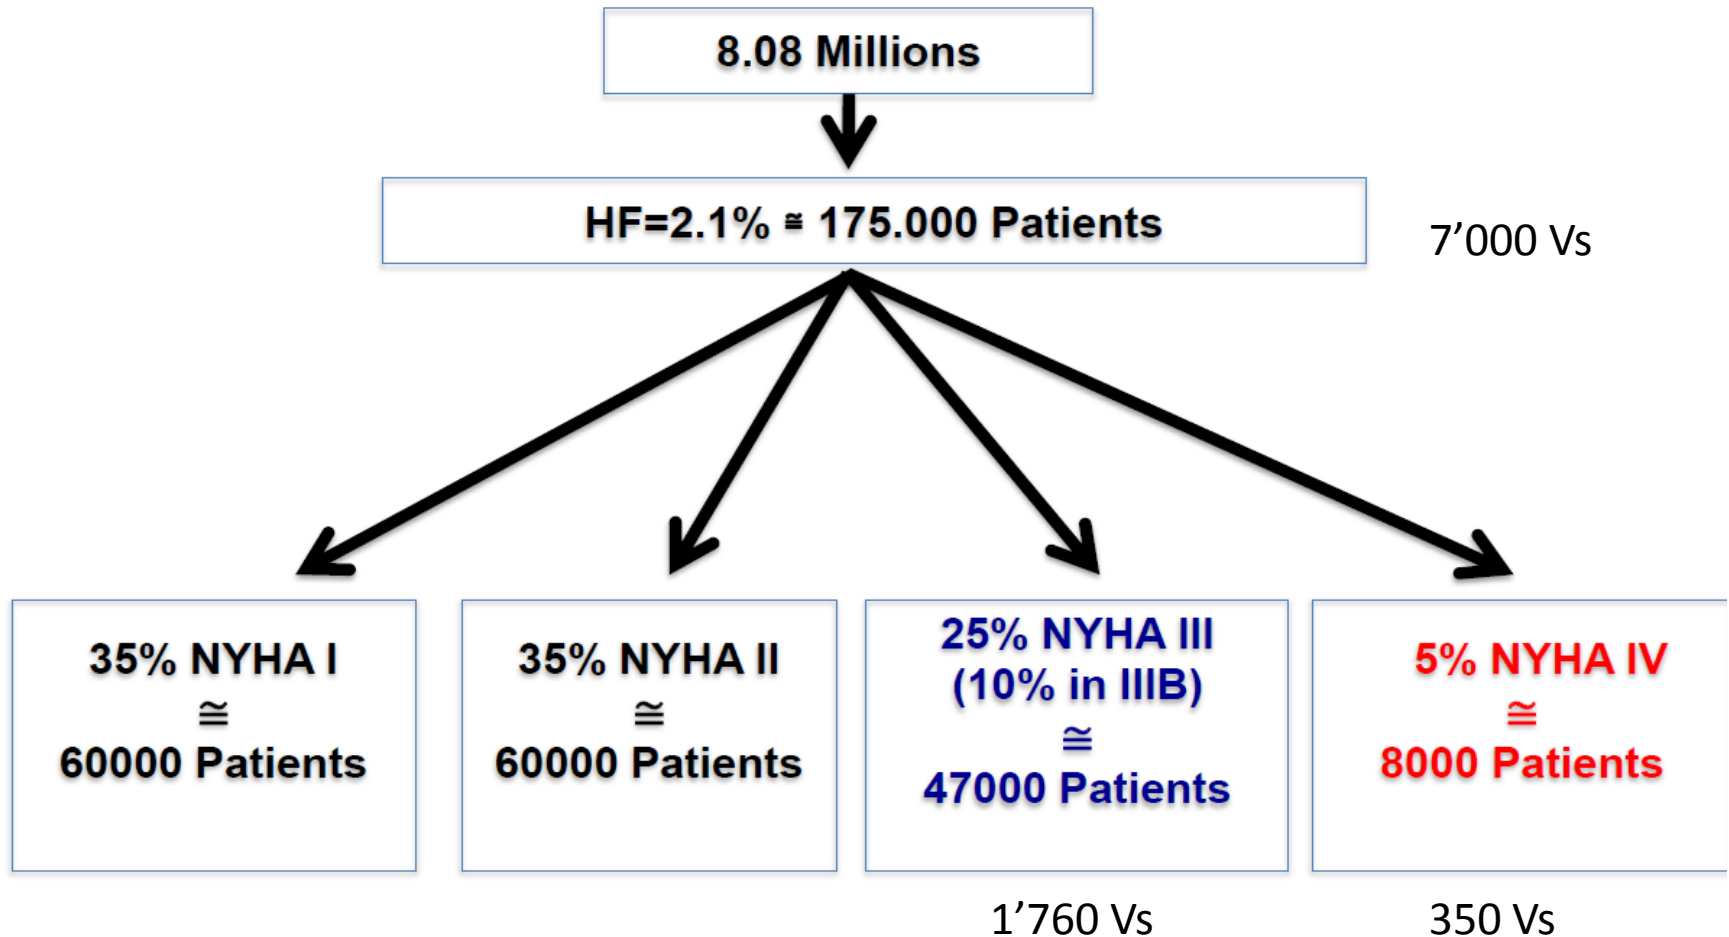 8.08 Millions
HF=2.1% ≅ 175.000 Patients
7’000 Vs
35% NYHA I
≅
60000 Patients
35% NYHA II
≅
60000 Patients
25% NYHA III
(10% in IIIB)
≅
47000 Patients
5% NYHA IV
≅
8000 Patients
1’760 Vs
350 Vs